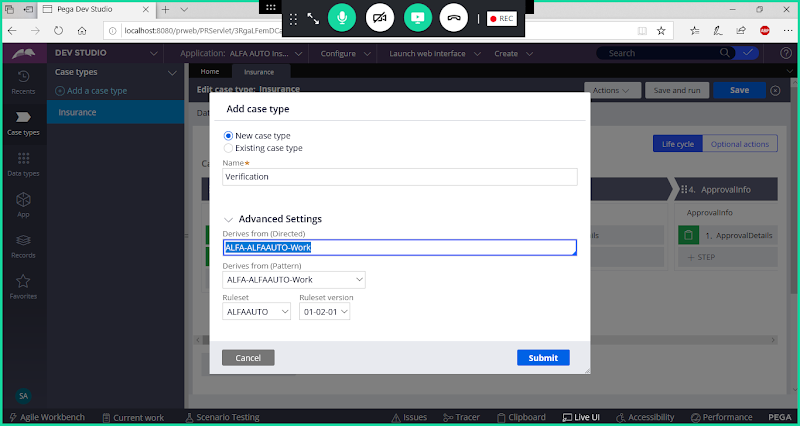 Pega Dev Studio
localhost:8080/prweb/PRServlet/3RgaLFemDCa
REC
DEV STUDIO
Application: ALFA AUTO Ins...
Configure
Launch web interface
Create
Search
Recents
Case types
Data types
App
Records
Favorites
SA
Case types
Add a case type
Insurance
Home
Insurance
Edit case type: Insurance
Actions
Save and run
Save
Life cycle
Optional actions
4. ApprovalInfo
ApprovalInfo
1. ApprovalDetails
+ STEP
Add case type
New case type
Existing case type
Name★
Verification
Advanced Settings
Derives from (Directed)
ALFA-ALFAAUTO-Work
Derives from (Pattern)
ALFA-ALFAAUTO-Work
Ruleset
Ruleset version
ALFAAUTO
01-02-01
Cancel
Submit
Agile Workbench
Current work
Scenario Testing
Issues
Tracer
Clipboard
Live UI
Accessibility
Performance
PEGA